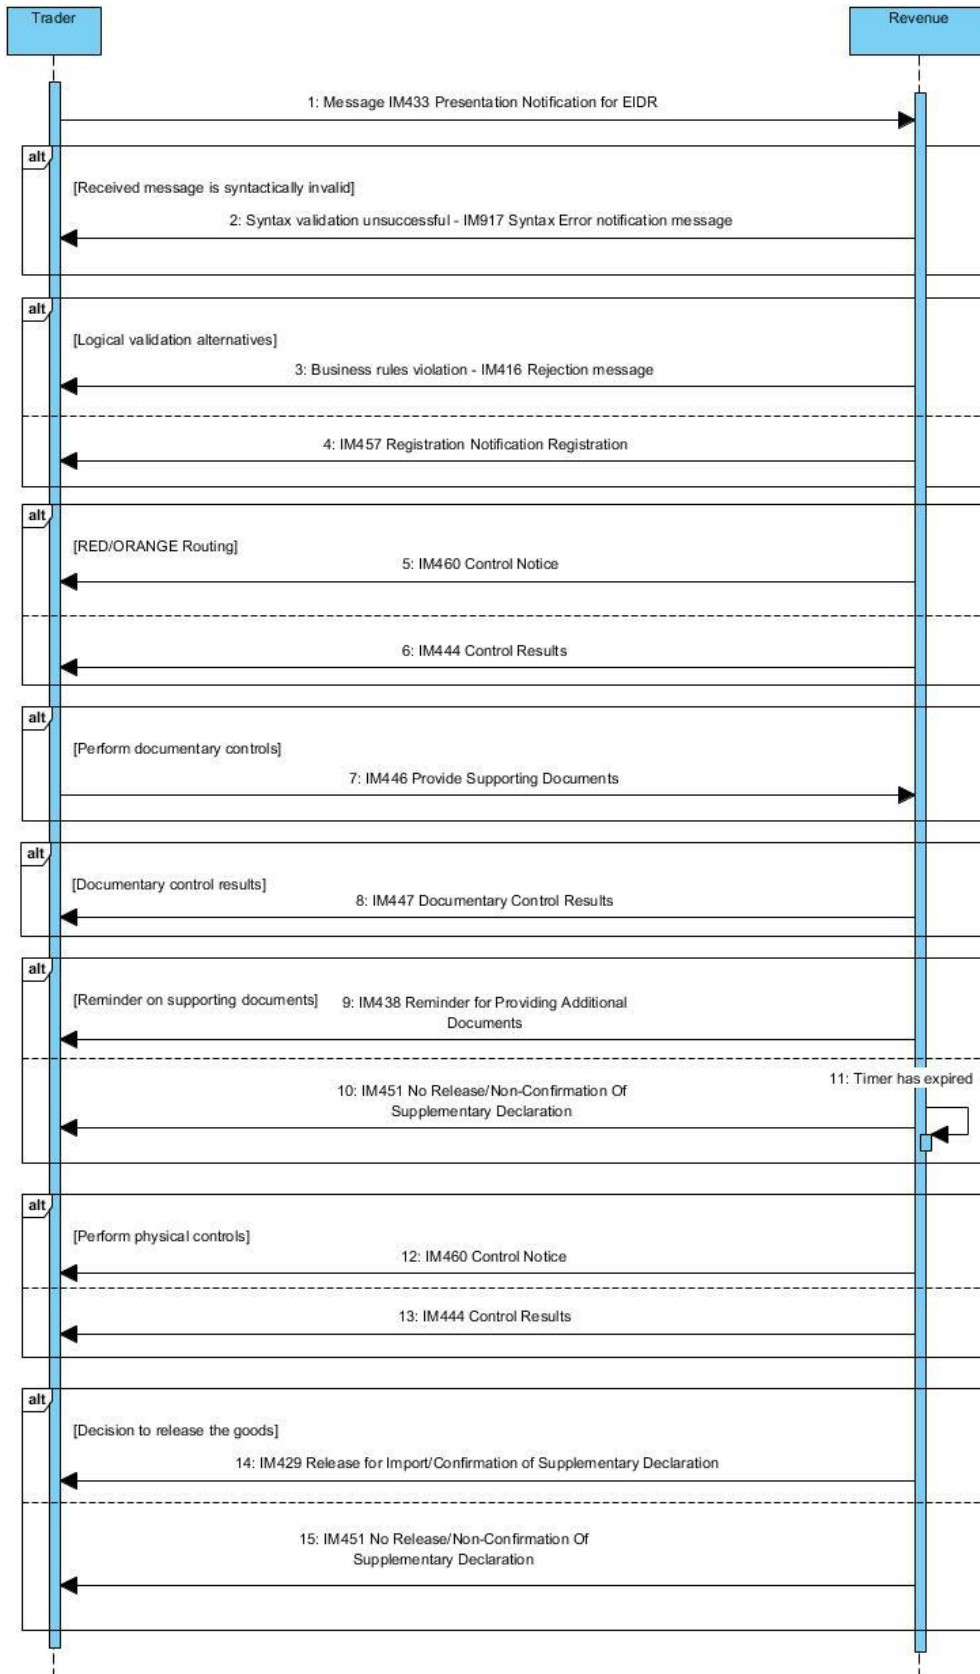 Trader
Revenue
1: Message IM433 Presentation Notification for EIDR
alt
[Received message is syntactically invalid]
2: Syntax validation unsuccessful - IM917 Syntax Error notification message
alt
[Logical validation alternatives]
3: Business rules violation - IM416 Rejection message
4: IM457 Registration Notification Registration
alt
[RED/ORANGE Routing]
5: IM460 Control Notice
6: IM444 Control Results
alt
[Perform documentary controls]
7: IM446 Provide Supporting Documents
alt
[Documentary control results]
8: IM447 Documentary Control Results
alt
[Reminder on supporting documents]
9: IM438 Reminder for Providing Additional
Documents
11: Timer has expired
10: IM451 No Release/Non-Confirmation Of
Supplementary Declaration
alt
[Perform physical controls]
12: IM460 Control Notice
13: IM444 Control Results
alt
[Decision to release the goods]
14: IM429 Release for Import/Confirmation of Supplementary Declaration
15: IM451 No Release/Non-Confirmation Of
Supplementary Declaration